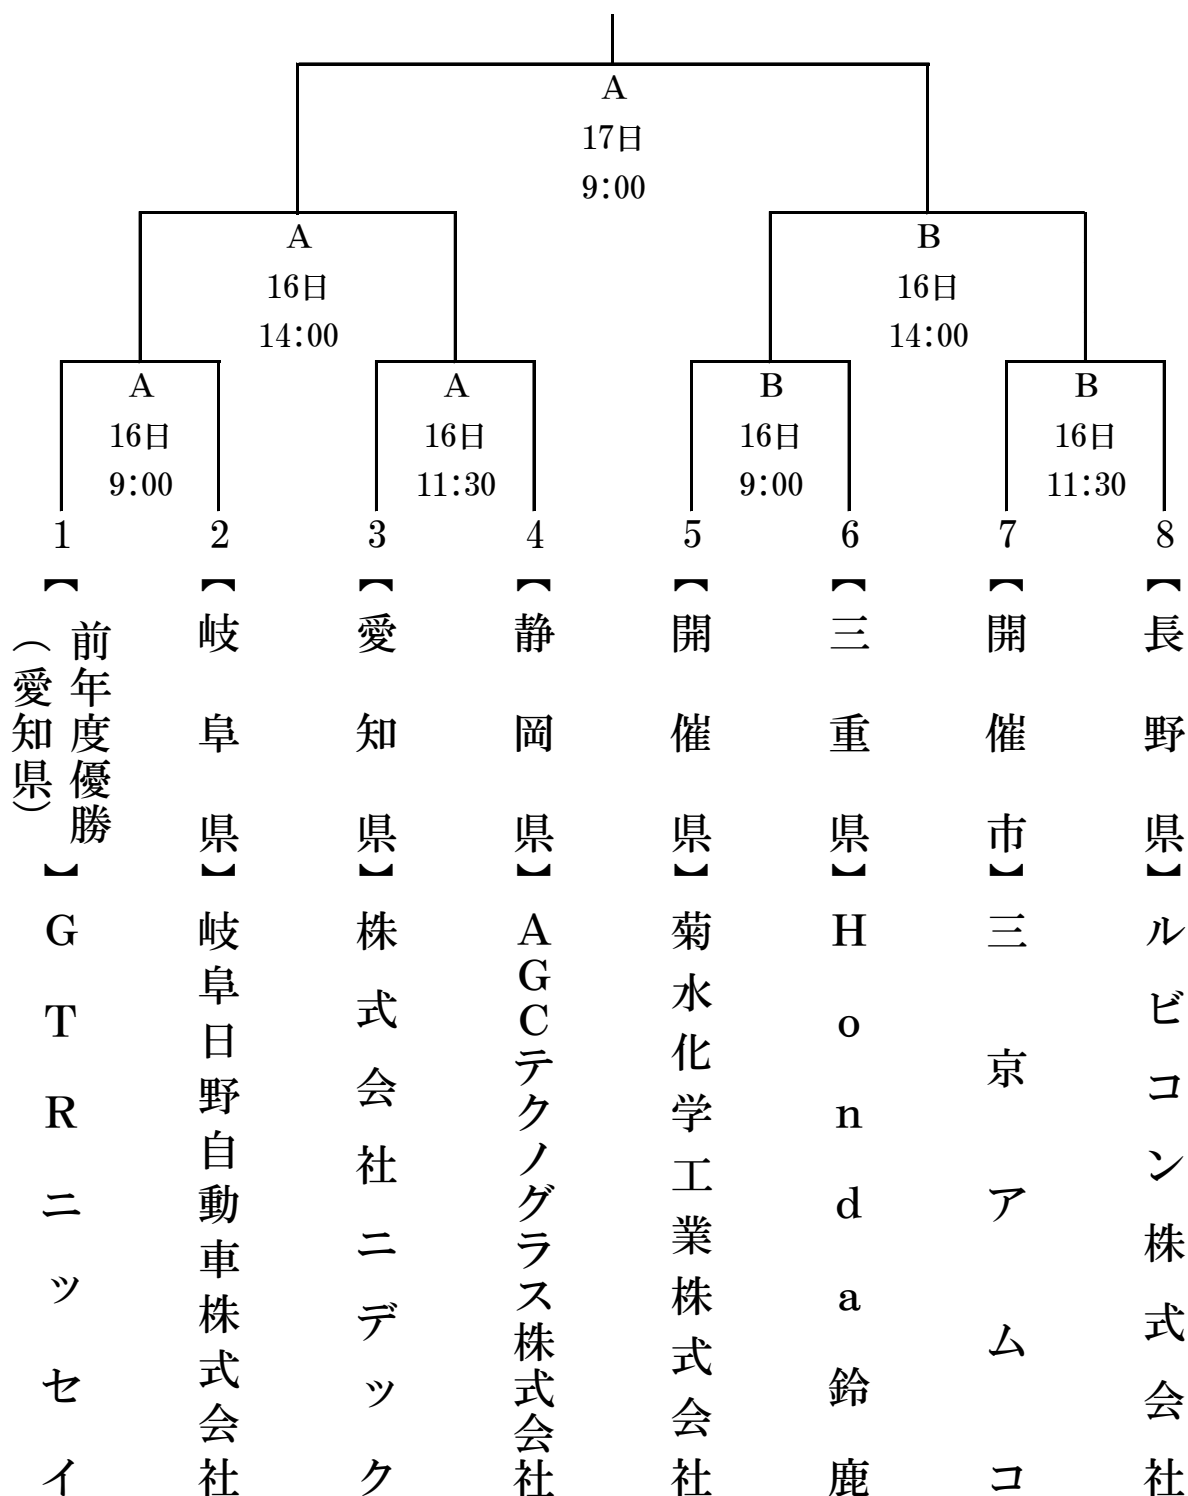 A
17日
9:00
A
16日
14:00
B
16日
14:00
A
16日
9:00
A
16日
11:30
B
16日
9:00
B
16日
11:30
1
【前年度優勝（愛知県）】GTRニッセイ
2
【岐阜県】岐阜日野自動車株式会社
3
【愛知県】株式会社ニデック
4
【静岡県】AGCテクノグラス株式会社
5
【開催県】菊水化学工業株式会社
6
【三重県】Honda鈴鹿
7
【開催市】三京アムコ
8
【長野県】ルビコン株式会社